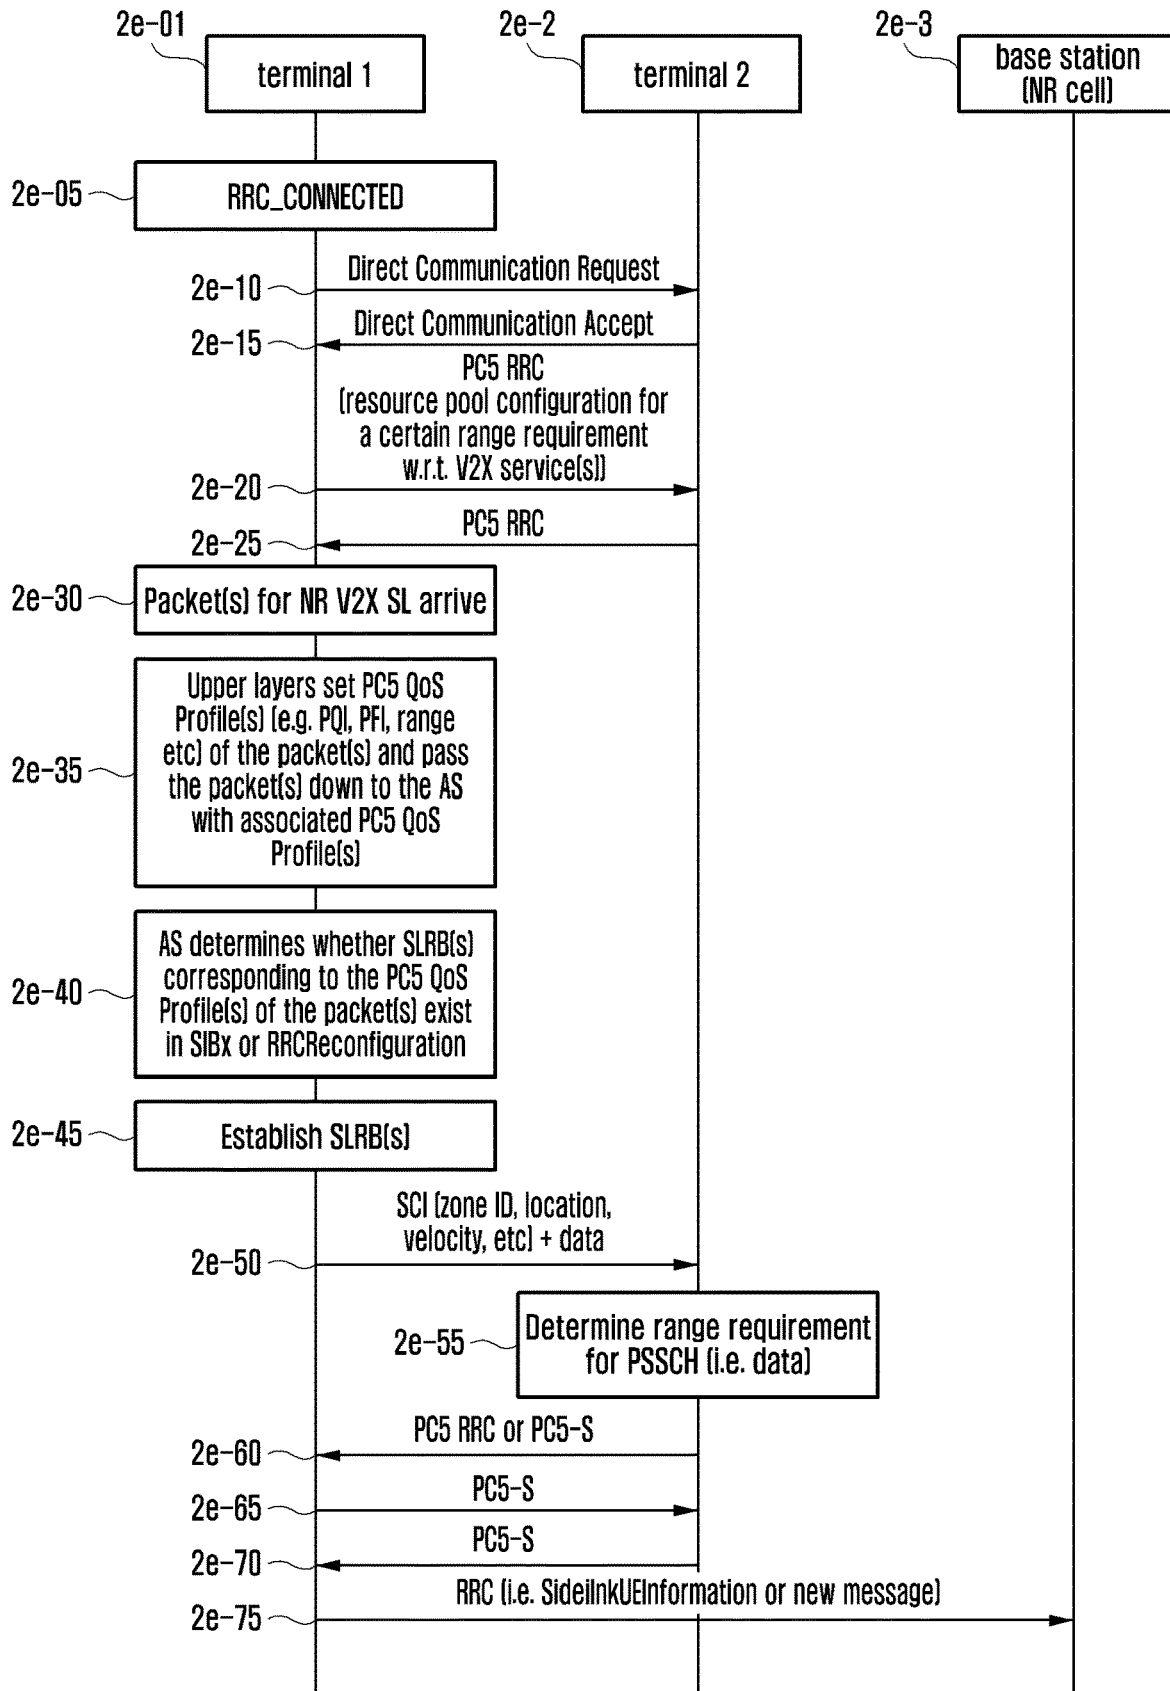 2e-01
2e-2
2e-3
terminal 1
terminal 2
base station
(NR cell)
2e-05
RRC_CONNECTED
Direct Communication Request
2e-10
Direct Communication Accept
2e-15
PC5 RRC
(resource pool configuration for
a certain range requirement
w.r.t. V2X service(s))
2e-20
PC5 RRC
2e-25
2e-30
Packet(s) for NR V2X SL arrive
Upper layers set PC5 QoS
Profile(s) (e.g. PQI, PFI, range
etc) of the packet(s) and pass
2e-35
the packet(s) down to the AS
with associated PC5 QoS
Profile(s)
AS determines whether SLRB(s)
corresponding to the PC5 QoS
2e-40
Profile(s) of the packet(s) exist
in SIBx or RRCReconfiguration
2e-45
Establish SLRB(s)
SCI (zone ID, location,
velocity, etc) + data
2e-50
Determine range requirement
2e-55
for PSSCH (i.e. data)
PC5 RRC or PC5-S
2e-60
PC5-S
2e-65
PC5-S
2e-70
RRC (i.e. SideilnkUEInformation or new message)
2e-75